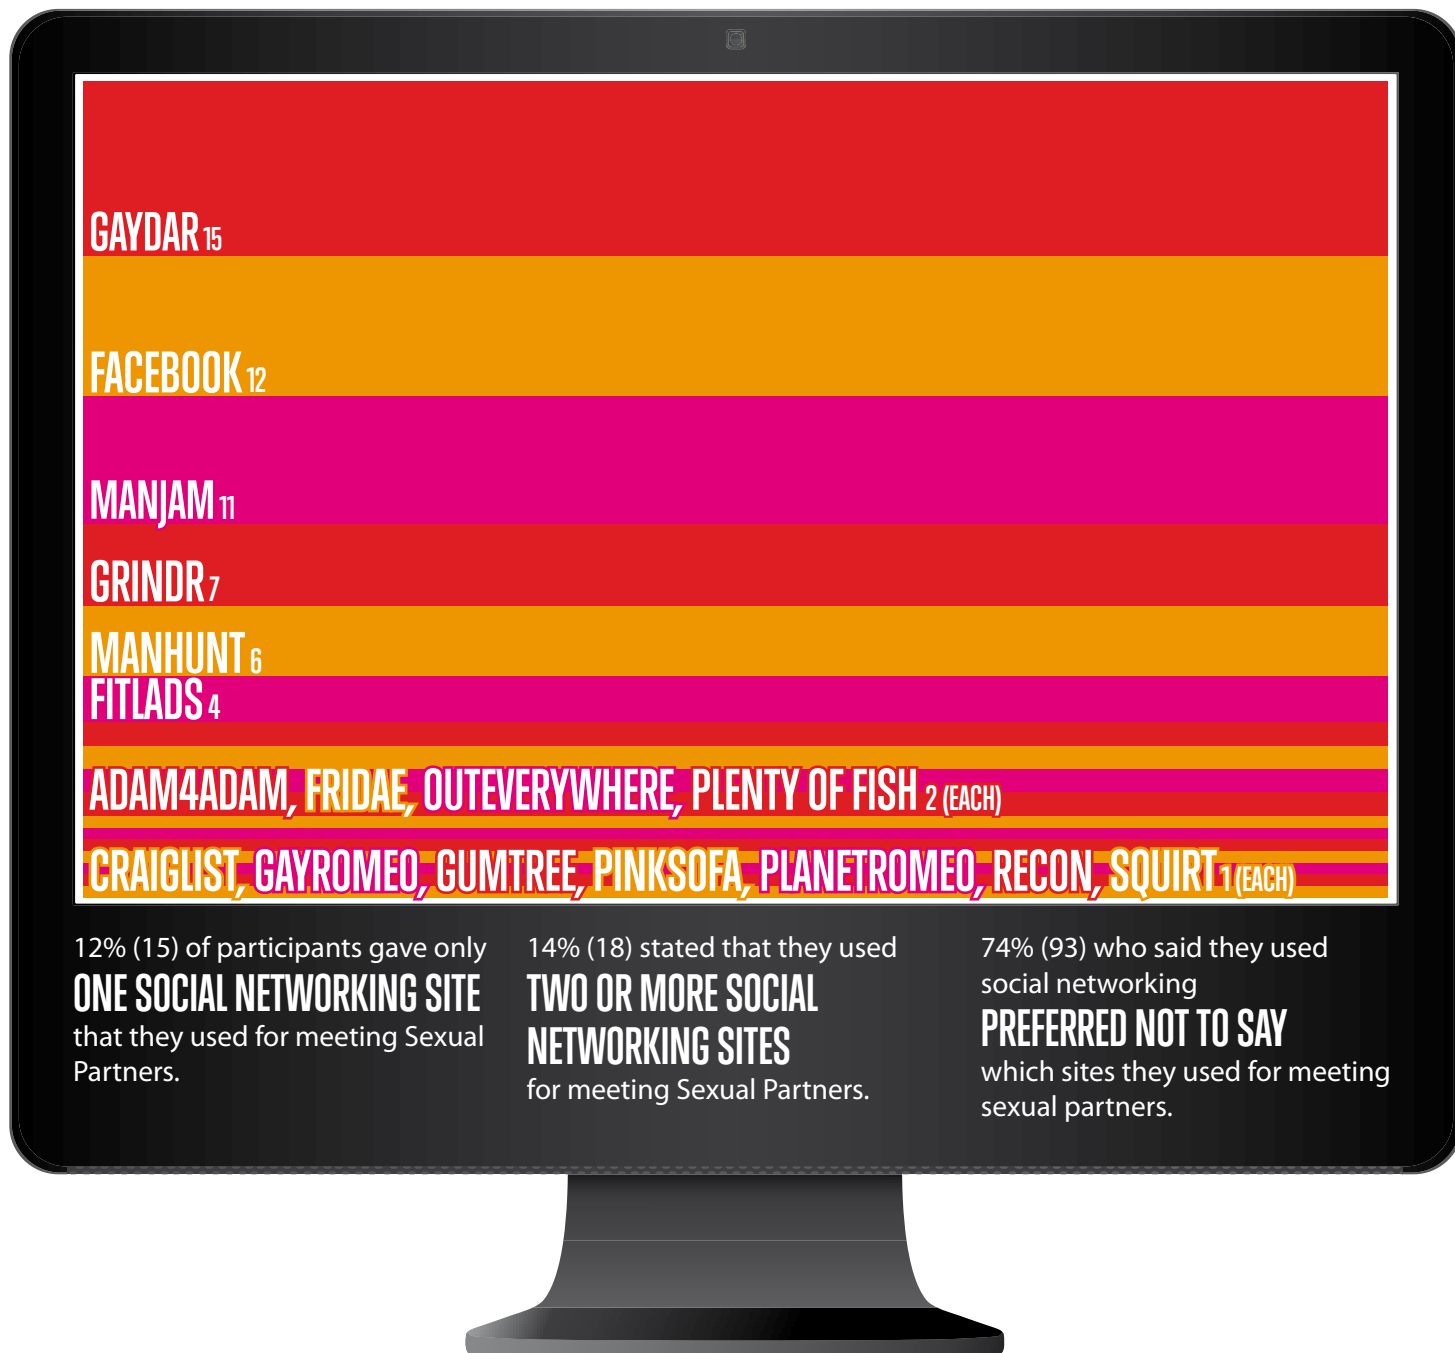 GAYDAR 15
FACEBOOK 12
MANJAM 11
GRINDR 7
MANHUNT 6
FITLADS 4
ADAM4ADAM, FRIDAE, OUTEVERYWHERE, PLENTY OF FISH 2 (EACH)
CRAIGLIST, GAYROMEO, GUMTREE, PINKSOFA, PLANETROMEO, RECON, SQUIRT 1 (EACH)
12% (15) of participants gave only
ONE SOCIAL NETWORKING SITE
that they used for meeting Sexual
Partners.
14% (18) stated that they used
TWO OR MORE SOCIAL
NETWORKING SITES
for meeting Sexual Partners.
74% (93) who said they used
social networking
PREFERRED NOT TO SAY
which sites they used for meeting
sexual partners.